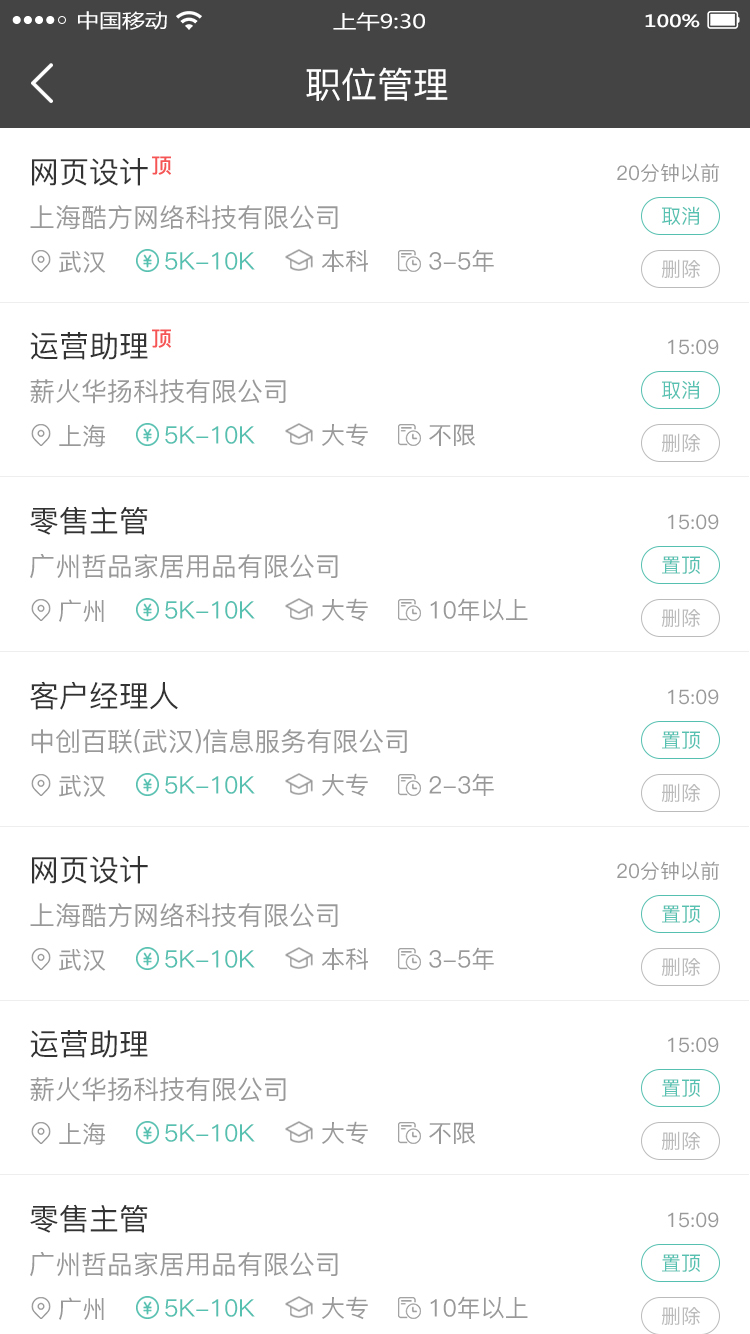 中国移动 上午9:30 100%
职位管理
网页设计顶 20分钟以前
上海酷方网络科技有限公司 取消
武汉 ¥5K-10K 本科 3-5年 删除
运营助理顶 15:09
薪火华扬科技有限公司 取消
上海 ¥5K-10K 大专 不限 删除
零售主管 15:09
广州哲品家居用品有限公司 置顶
广州 ¥5K-10K 大专 10年以上 删除
客户经理人 15:09
中创百联(武汉)信息服务有限公司 置顶
武汉 ¥5K-10K 大专 2-3年 删除
网页设计 20分钟以前
上海酷方网络科技有限公司 置顶
武汉 ¥5K-10K 本科 3-5年 删除
运营助理 15:09
薪火华扬科技有限公司 置顶
上海 ¥5K-10K 大专 不限 删除
零售主管 15:09
广州哲品家居用品有限公司 置顶
广州 ¥5K-10K 大专 10年以上 删除